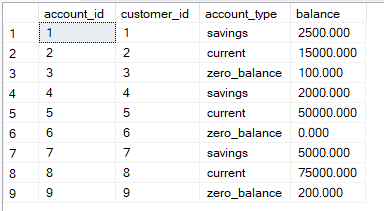 account_id customer_id account_type balance
1 1 1 savings 2500.000
2 2 2 current 15000.000
3 3 3 zero_balance 100.000
4 4 4 savings 2000.000
5 5 5 current 50000.000
6 6 6 zero_balance 0.000
7 7 7 savings 5000.000
8 8 8 current 75000.000
9 9 9 zero_balance 200.000